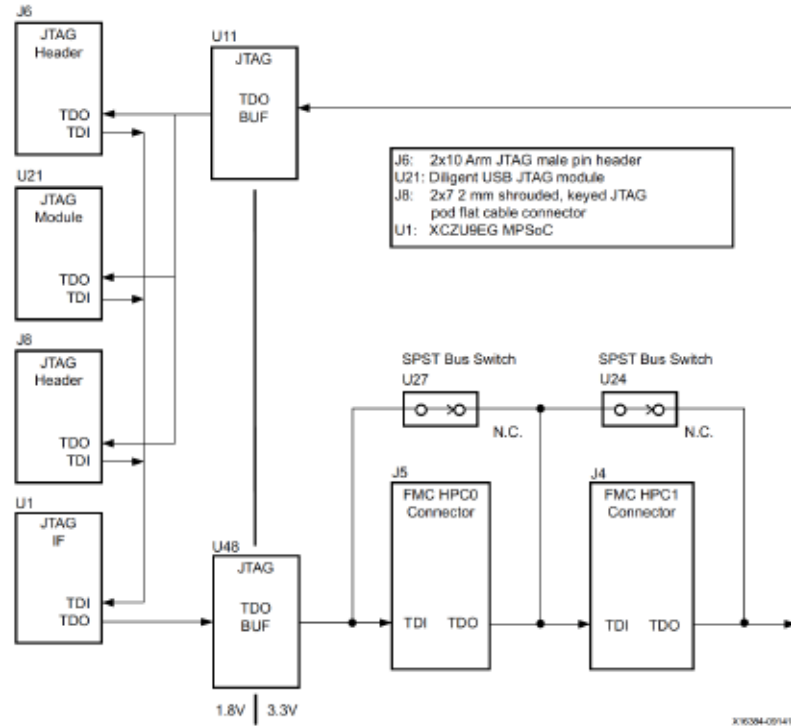 J6
JTAG
Header
TDO
TDI
U11
JTAG
TDO
BUF
J6: 2x10 Arm JTAG male pin header
U21: Diligent USB JTAG module
J8: 2x7 2 mm shrouded, keyed JTAG
pod flat cable connector
U1: XCZU9EG MPSoC
U21
JTAG
Module
TDO
TDI
J8
JTAG
Header
TDO
TDI
SPST Bus Switch
U27
N.C.
SPST Bus Switch
U24
N.C.
U1
JTAG
IF
TDI
TDO
U48
JTAG
TDO
BUF
1.8V
3.3V
J5
FMC HPC0
Connector
TDI TDO
J4
FMC HPC1
Connector
TDI TDO